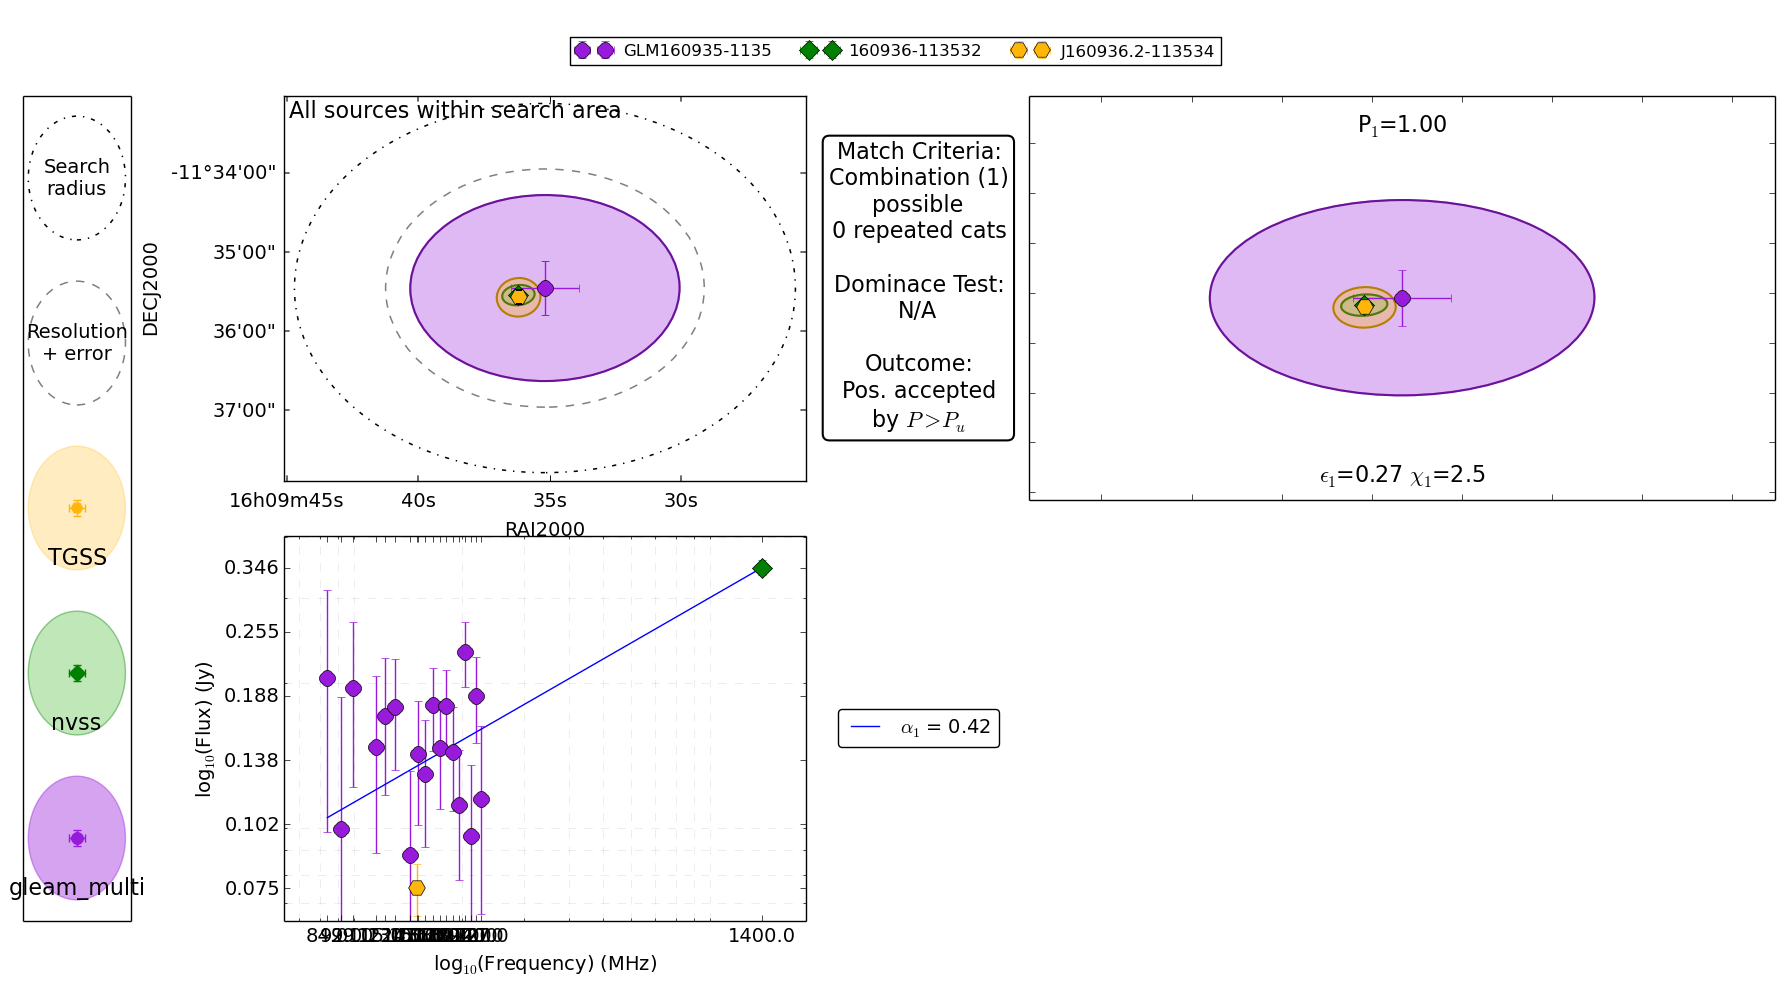 GLM160935-1135
160936-113532
J160936.2-113534
Search
radius
Resolution
+ error
TGSS
nvss
gleam_multi
All sources within search area
-11°34'00"
35'00"
36'00"
37'00"
DECJ2000
16h09m45s
40s
35s
30s
RAJ2000
Match Criteria:
Combination (1)
possible
0 repeated cats
Dominace Test:
N/A
Outcome:
Pos. accepted
by P>Pu
P1=1.00
ϵ1=0.27 χ1=2.5
0.346
0.255
0.188
0.138
0.102
0.075
log10(Flux) (Jy)
1400.0
log10(Frequency) (MHz)
α1 = 0.42